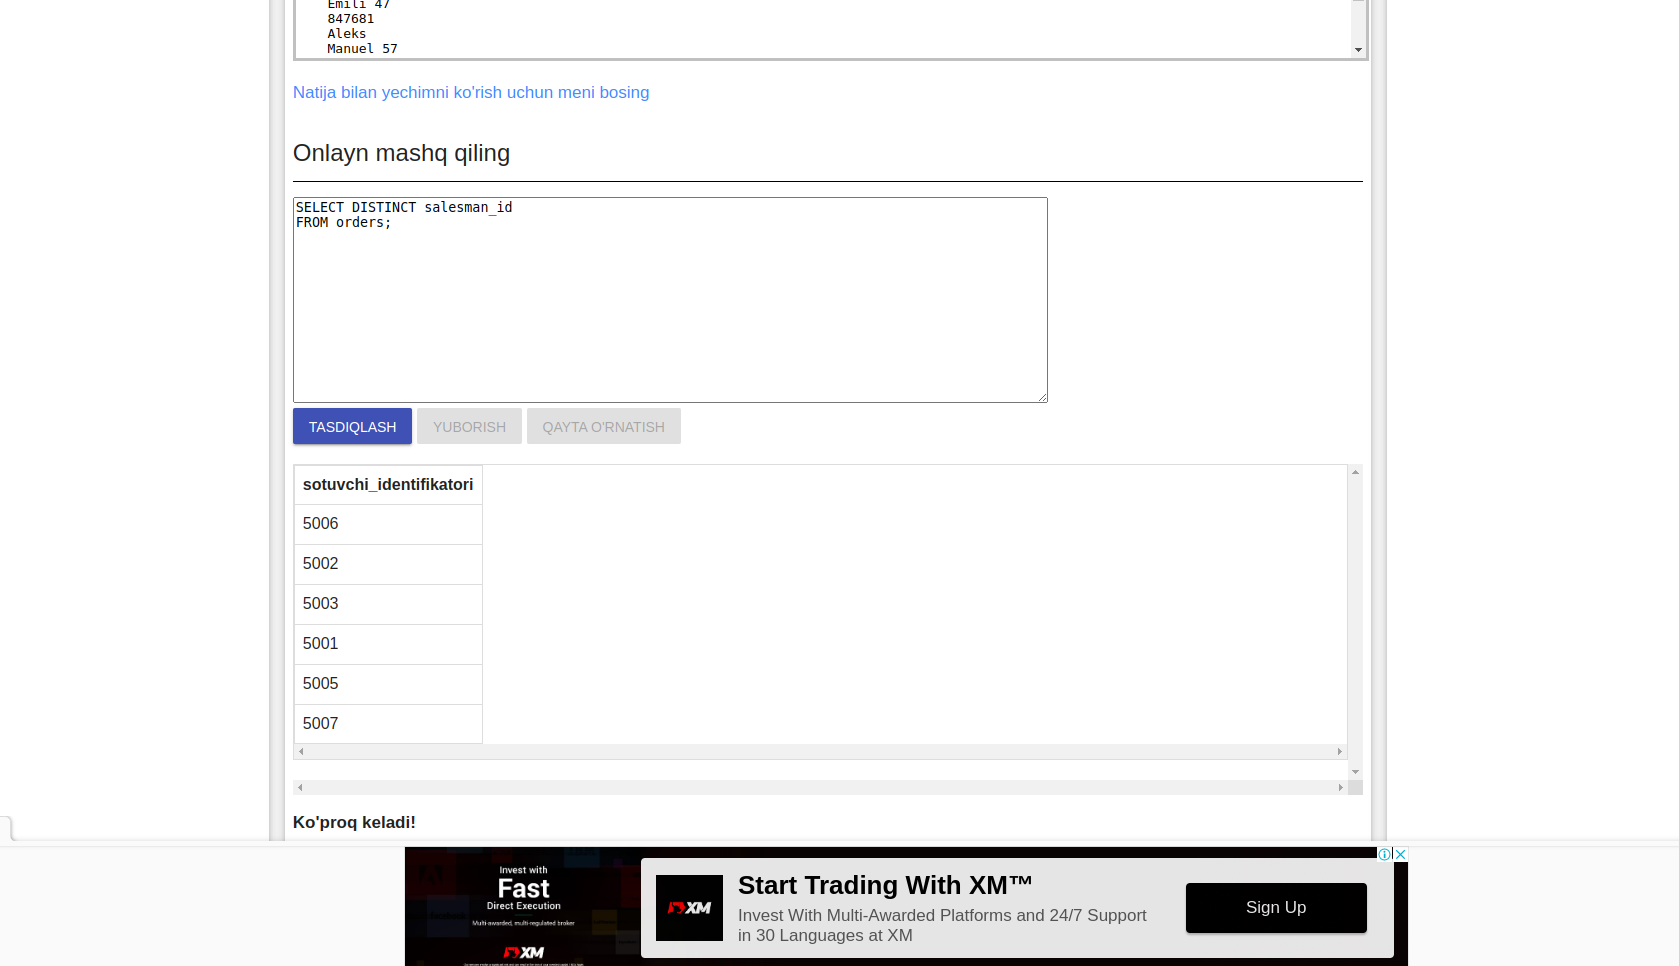 Emili 47
847681
Aleks
Manuel 57
Natija bilan yechimni ko'rish uchun meni bosing
Onlayn mashq qiling
SELECT DISTINCT salesman_id
FROM orders;
TASDIQLASH YUBORISH QAYTA O'RNATISH
sotuvchi_identifikatori
5006
5002
5003
5001
5005
5007
Ko'proq keladi!
Invest with
Fast
Direct Execution
Multi-awarded, multi-regulated broker
XM
XM
Start Trading With XM™
Invest With Multi-Awarded Platforms and 24/7 Support
in 30 Languages at XM
Sign Up